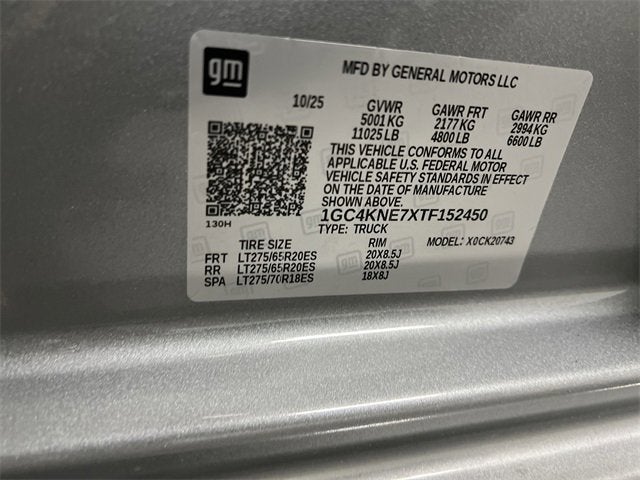 gm
MFD BY GENERAL MOTORS LLC
10/25 GVWR GAWR FRT GAWR RR
5001 KG 2177 KG 2994 KG
11025 LB 4800 LB 6600 LB
THIS VEHICLE CONFORMS TO ALL
APPLICABLE U.S. FEDERAL MOTOR
VEHICLE SAFETY STANDARDS IN EFFECT
ON THE DATE OF MANUFACTURE
SHOWN ABOVE.
130H
1GC4KNE7XTF152450
TYPE: TRUCK MODEL: X0CK20743
TIRE SIZE RIM
FRT LT275/65R20ES 20X8.5J
RR LT275/65R20ES 20X8.5J
SPA LT275/70R18ES 18X8J